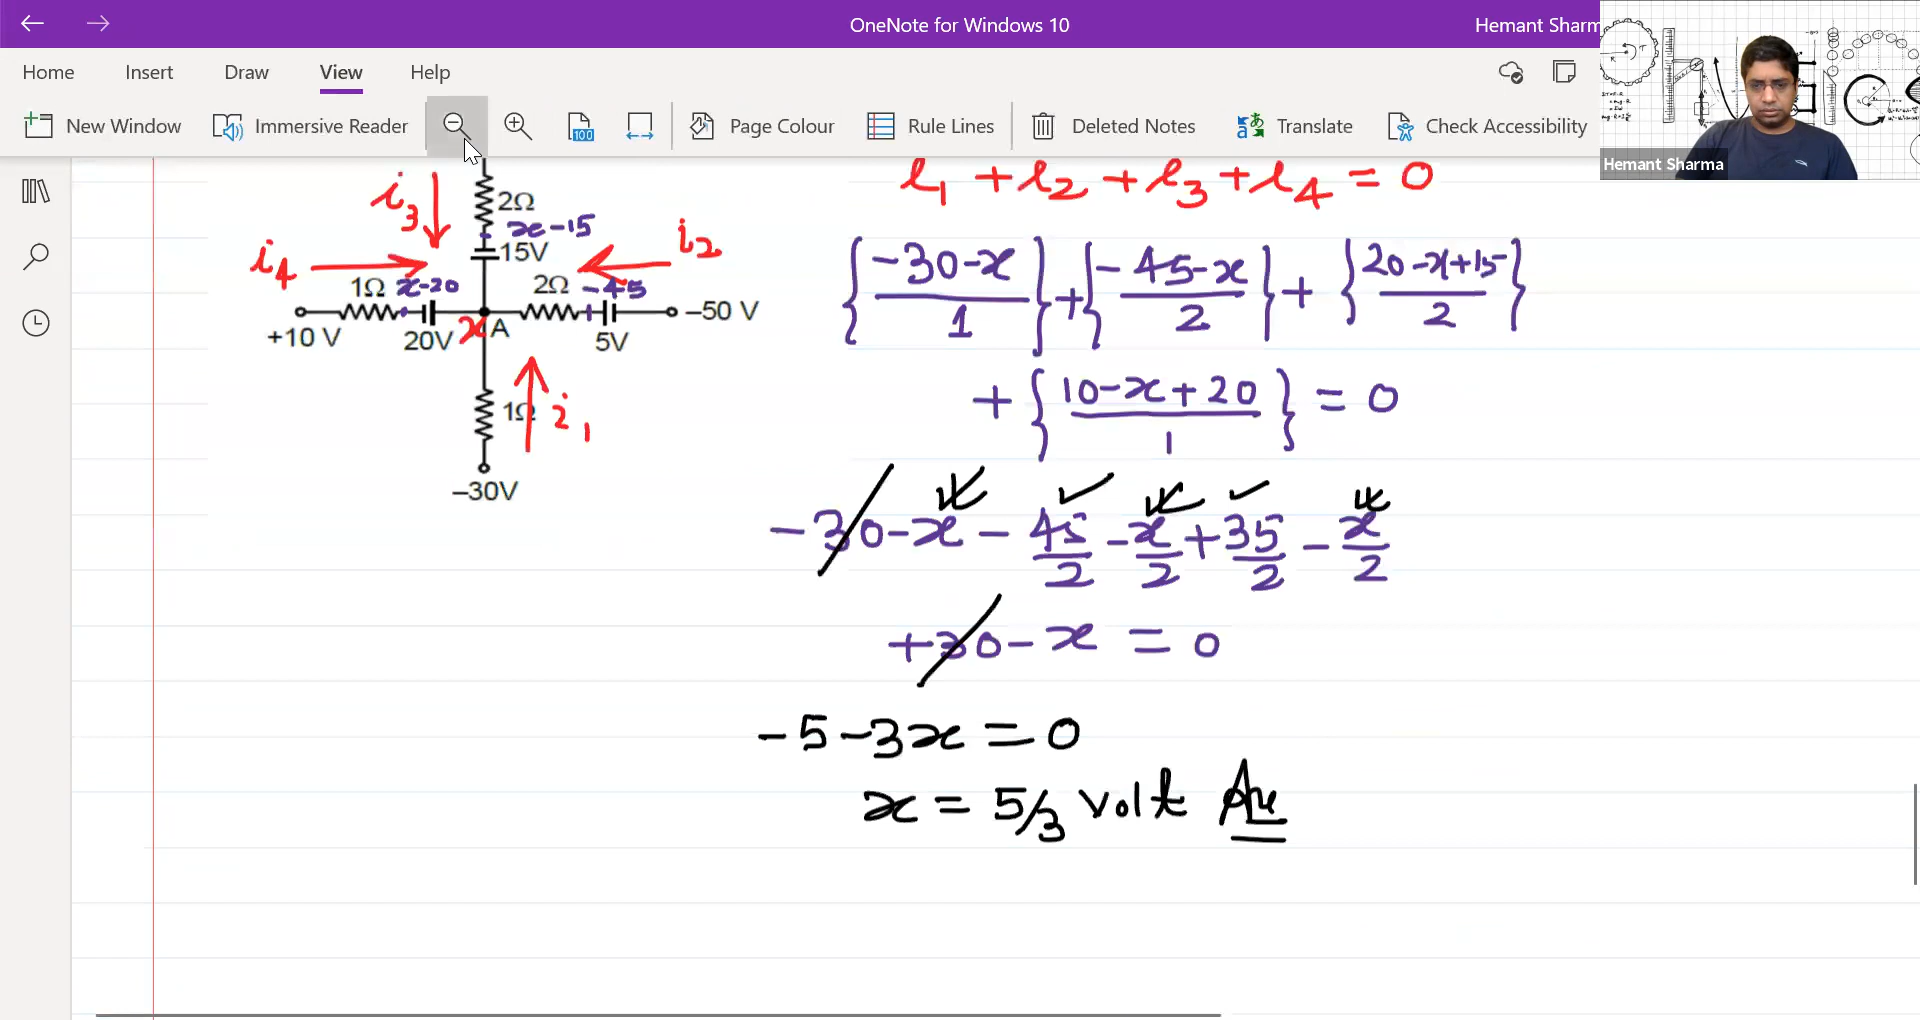 OneNote for Windows 10
Hemant Sharm
Home Insert Draw View Help
New Window Immersive Reader 100 Page Colour Rule Lines Deleted Notes Translate Check Accessibility
Hemant Sharma
i3
2Ω
x-15
15V
i2
i4
1Ω x-20
2Ω -45
+10 V
20V
x A
5V
–50 V
1Ω
i1
–30V
i1 + i2 + i3 + i4 = 0
{-30-x/1} + {-45-x/2} + {20-x+15/2}
+ {10-x+20/1} = 0
-30-x-45/2-x/2+35/2-x/2
+30-x = 0
-5-3x = 0
x = 5/3 volt Ans